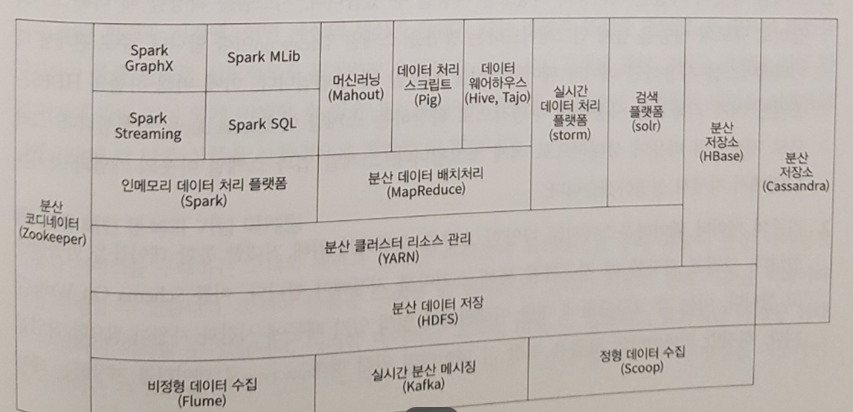 Spark
GraphX
Spark MLib
머신러닝
(Mahout)
데이터 처리
스크립트
(Pig)
데이터
웨어하우스
(Hive, Tajo)
실시간
데이터 처리
플랫폼
(storm)
검색
플랫폼
(solr)
분산
저장소
(HBase)
분산
저장소
(Cassandra)
Spark
Streaming
Spark SQL
인메모리 데이터 처리 플랫폼
(Spark)
분산 데이터 배치처리
(MapReduce)
분산
코디네이터
(Zookeeper)
분산 클러스터 리소스 관리
(YARN)
분산 데이터 저장
(HDFS)
비정형 데이터 수집
(Flume)
실시간 분산 메시징
(Kafka)
정형 데이터 수집
(Scoop)